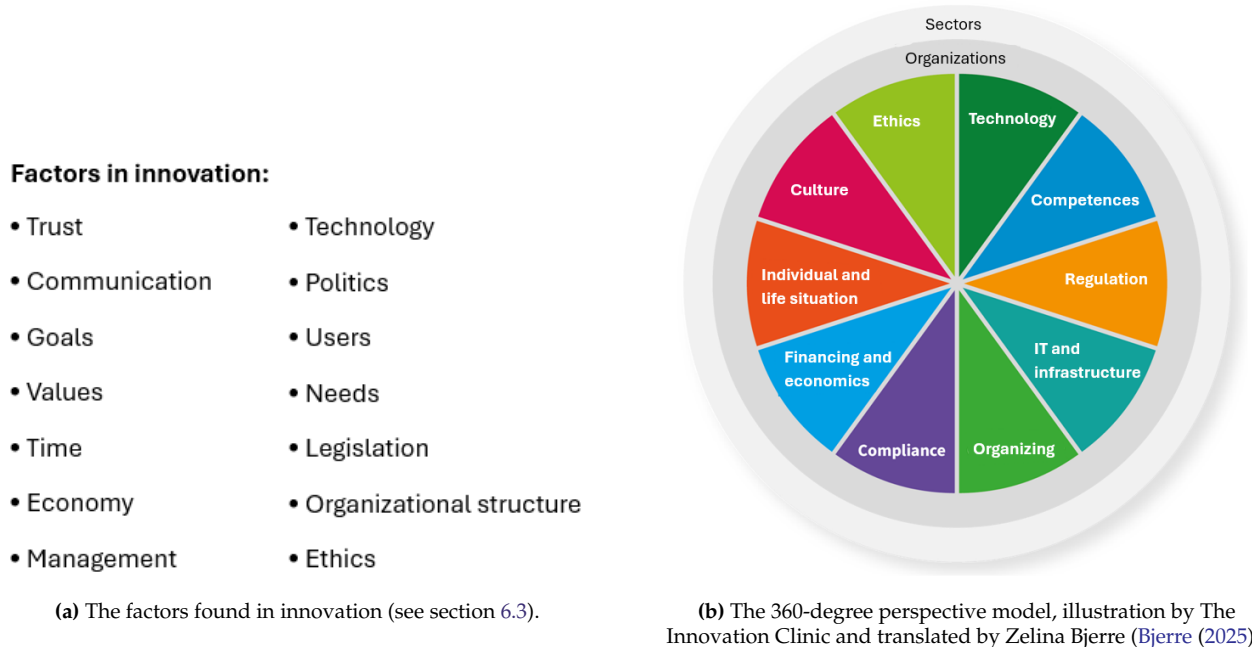 Factors in innovation:
• Trust
• Communication
• Goals
• Values
• Time
• Economy
• Management
• Technology
• Politics
• Users
• Needs
• Legislation
• Organizational structure
• Ethics
(a) The factors found in innovation (see section 6.3).
Sectors
Organizations
Ethics
Technology
Culture
Competences
Individual and
life situation
Regulation
Financing and
economics
IT and
infrastructure
Compliance
Organizing
(b) The 360-degree perspective model, illustration by The
Innovation Clinic and translated by Zelina Bjerre (Bjerre (2025)